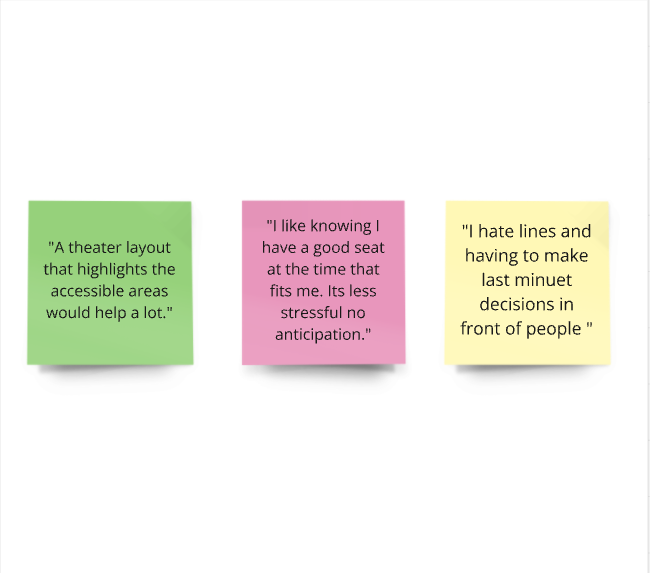 "A theater layout
that highlights the
accessible areas
would help a lot."
"I like knowing I
have a good seat
at the time that
fits me. Its less
stressful no
anticipation."
"I hate lines and
having to make
last minuet
decisions in
front of people "